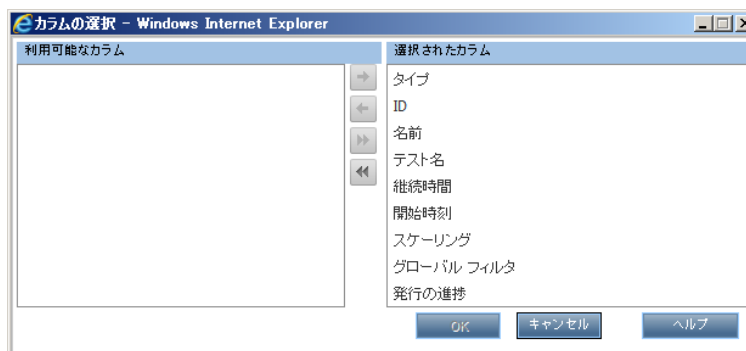 カラムの選択 - Windows Internet Explorer
利用可能なカラム
選択されたカラム
タイプ
ID
名前
テスト名
継続時間
開始時刻
スケーリング
グローバル フィルタ
発行の進捗
OK
キャンセル
ヘルプ